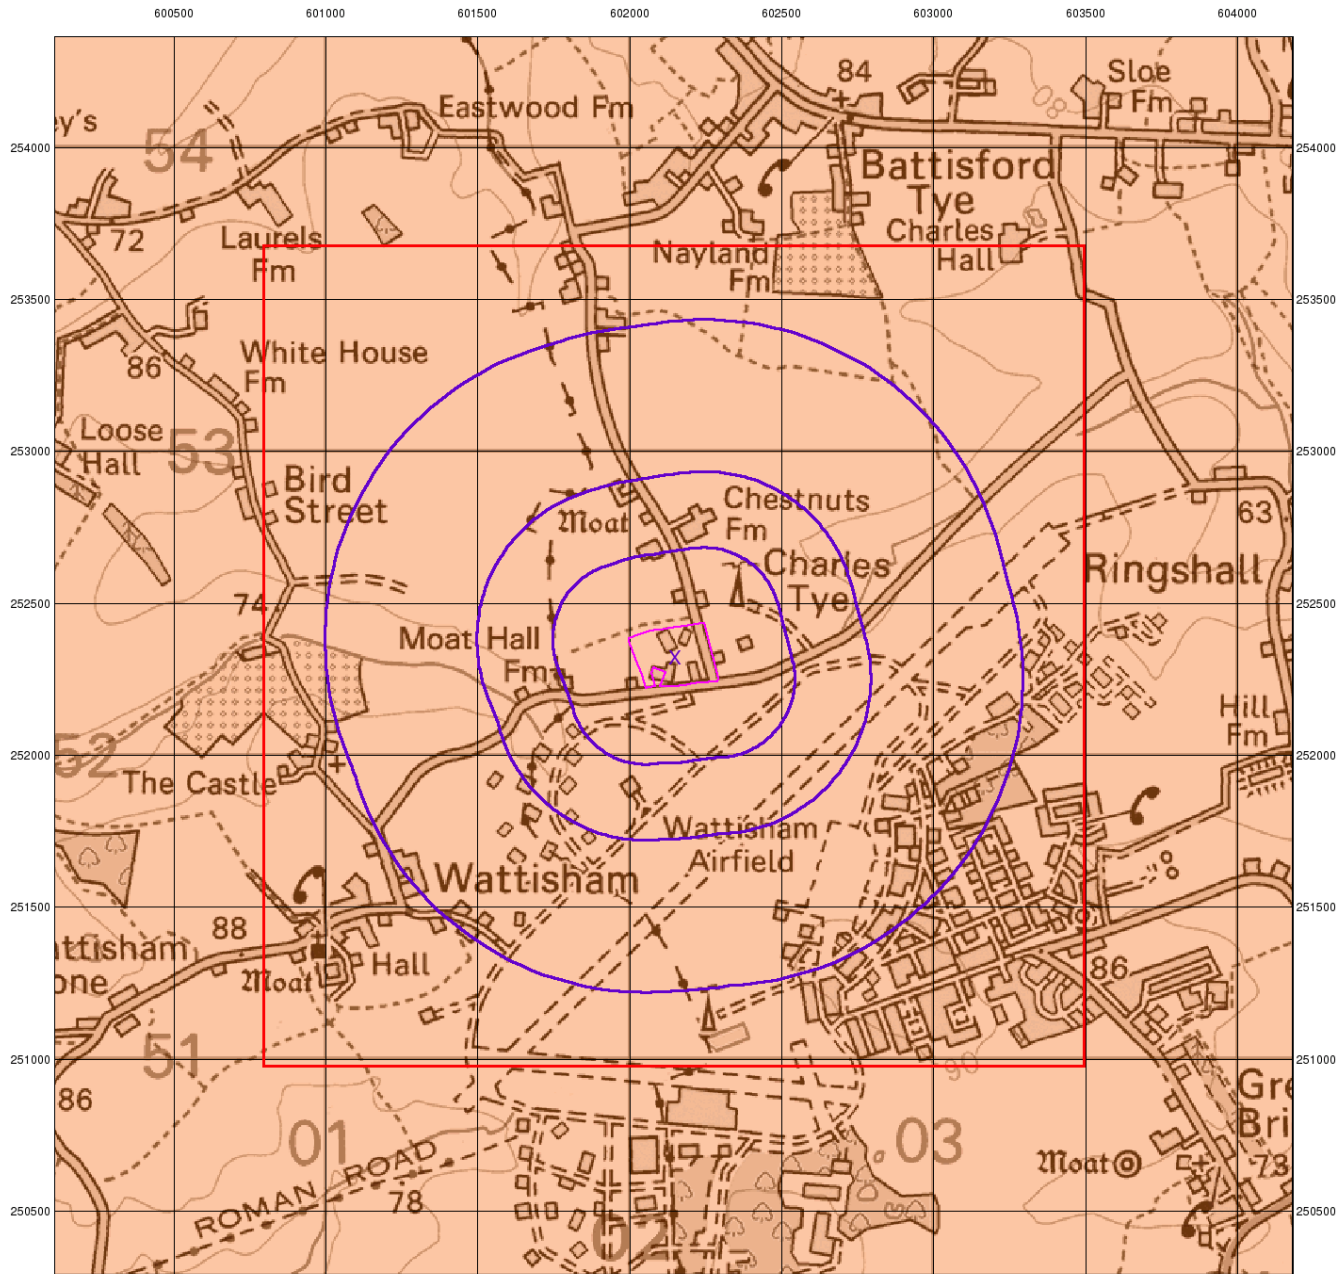 600500 601000 601500 602000 602500 603000 603500 604000
84
Sloe
Fm
80
Eastwood Fm
ey's
54
254000 254000
Battisford
Tye
72
Laurels
Fm
Charles
Hall
Nayland
Fm
253500 253500
White House
Fm
86
Loose
Hall
53
253000 253000
Bird
Street
Moat
Chestnuts
Fm
63
Charles
Tye
Ringshall
252500 252500
74
Moat Hall
Fm
X
Hill
Fm
52
252000 252000
The Castle
Wattisham
Airfield
Wattisham
251500 251500
88
ttisham
one
Hall
Moat
86
51
251000 251000
90
86
Gre
Bri
01
03
ROMAN ROAD
78
Moat
73
250500 250500
02